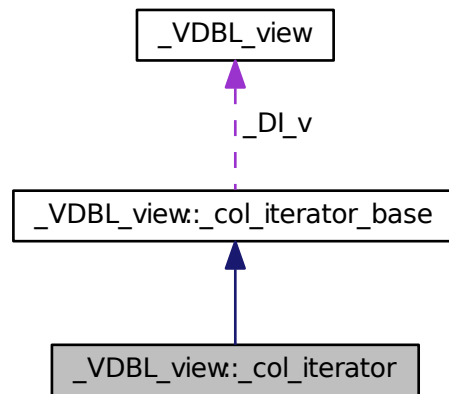 _VDBL_view
_DI_v
_VDBL_view::_col_iterator_base
_VDBL_view::_col_iterator